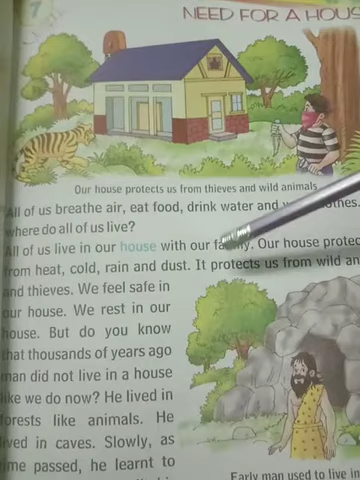 7
NEED FOR A HOUS
Our house protects us from thieves and wild animals
All of us breathe air, eat food, drink water and
where do all of us live?
All of us live in our house with our family. Our house protec
from heat, cold, rain and dust. It protects us from wild an
and thieves. We feel safe in
our house. We rest in our
house. But do you know
that thousands of years ago
man did not live in a house
like we do now? He lived in
forests like animals. He
lived in caves. Slowly, as
time passed, he learnt to
Early man used to live in